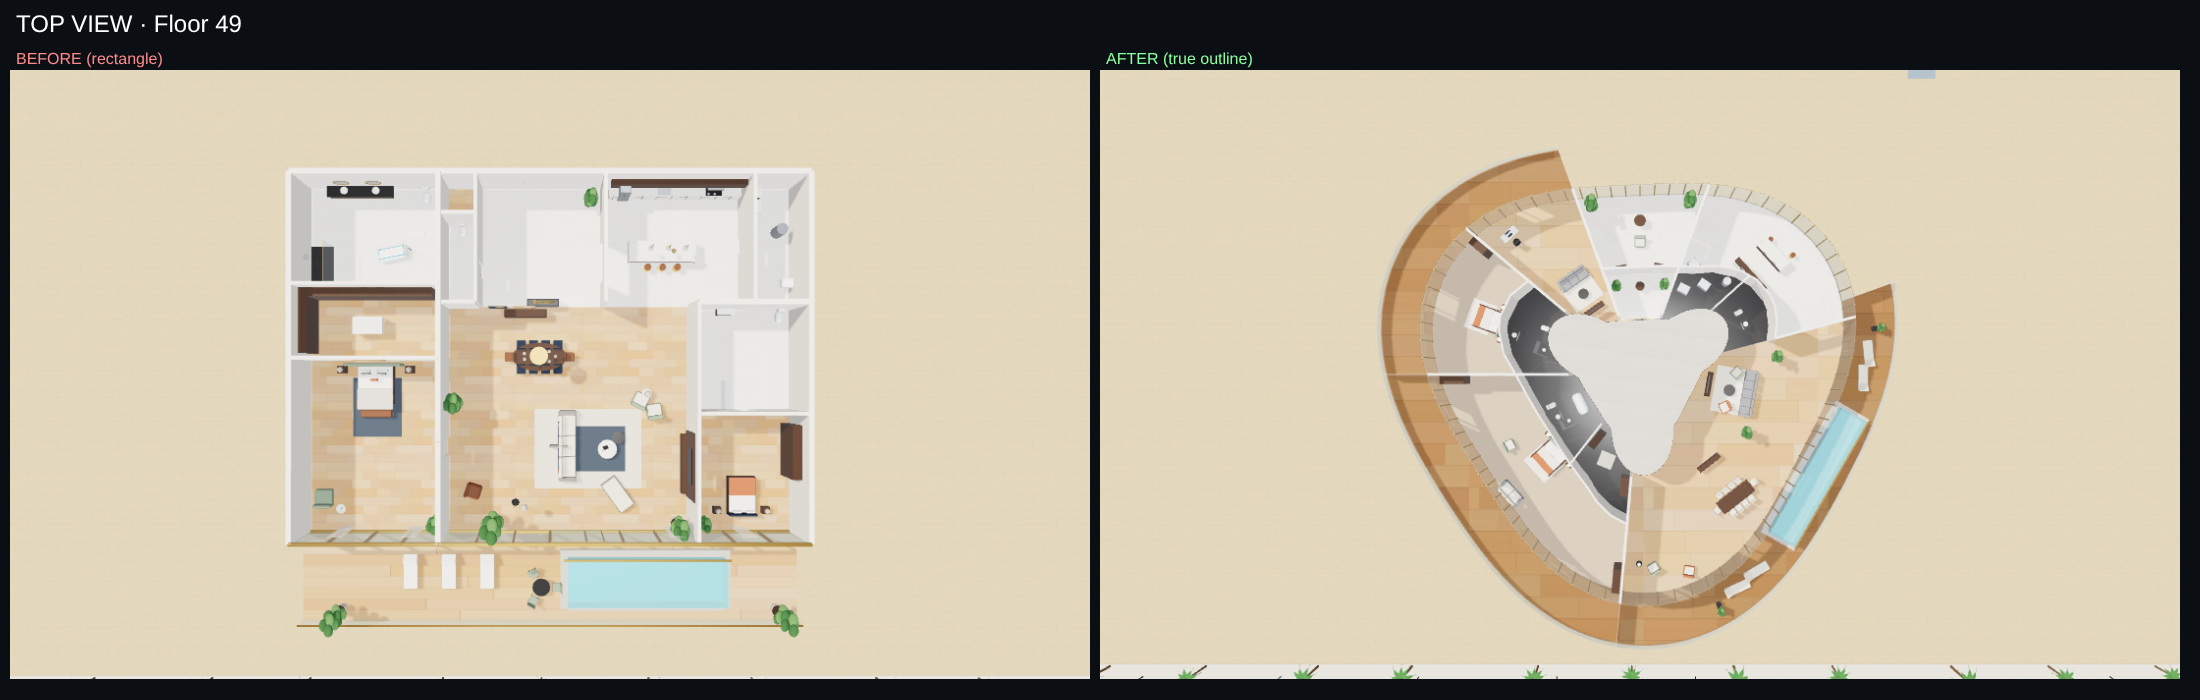 TOP VIEW · Floor 49
BEFORE (rectangle)
AFTER (true outline)